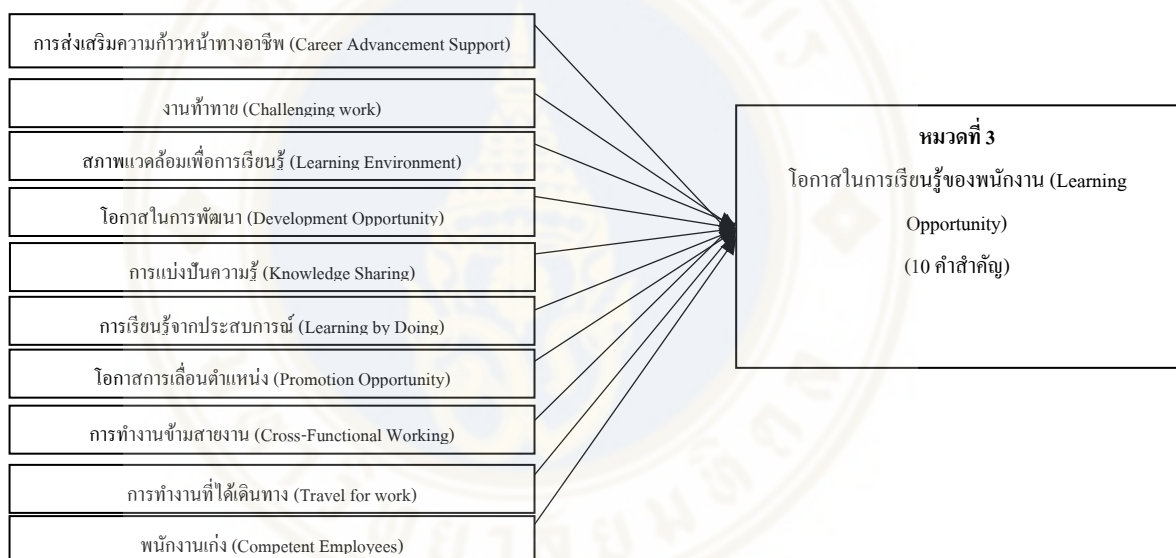 การส่งเสริมความก้าวหน้าทางอาชีพ (Career Advancement Support)
งานท้าทาย (Challenging work)
สภาพแวดล้อมเพื่อการเรียนรู้ (Learning Environment)
โอกาสในการพัฒนา (Development Opportunity)
การแบ่งปันความรู้ (Knowledge Sharing)
การเรียนรู้จากประสบการณ์ (Learning by Doing)
โอกาสการเลื่อนตำแหน่ง (Promotion Opportunity)
การทำงานข้ามสายงาน (Cross-Functional Working)
การทำงานที่ได้เดินทาง (Travel for work)
พนักงานเก่ง (Competent Employees)
หมวดที่ 3
โอกาสในการเรียนรู้ของพนักงาน (Learning
Opportunity)
(10 คำสำคัญ)